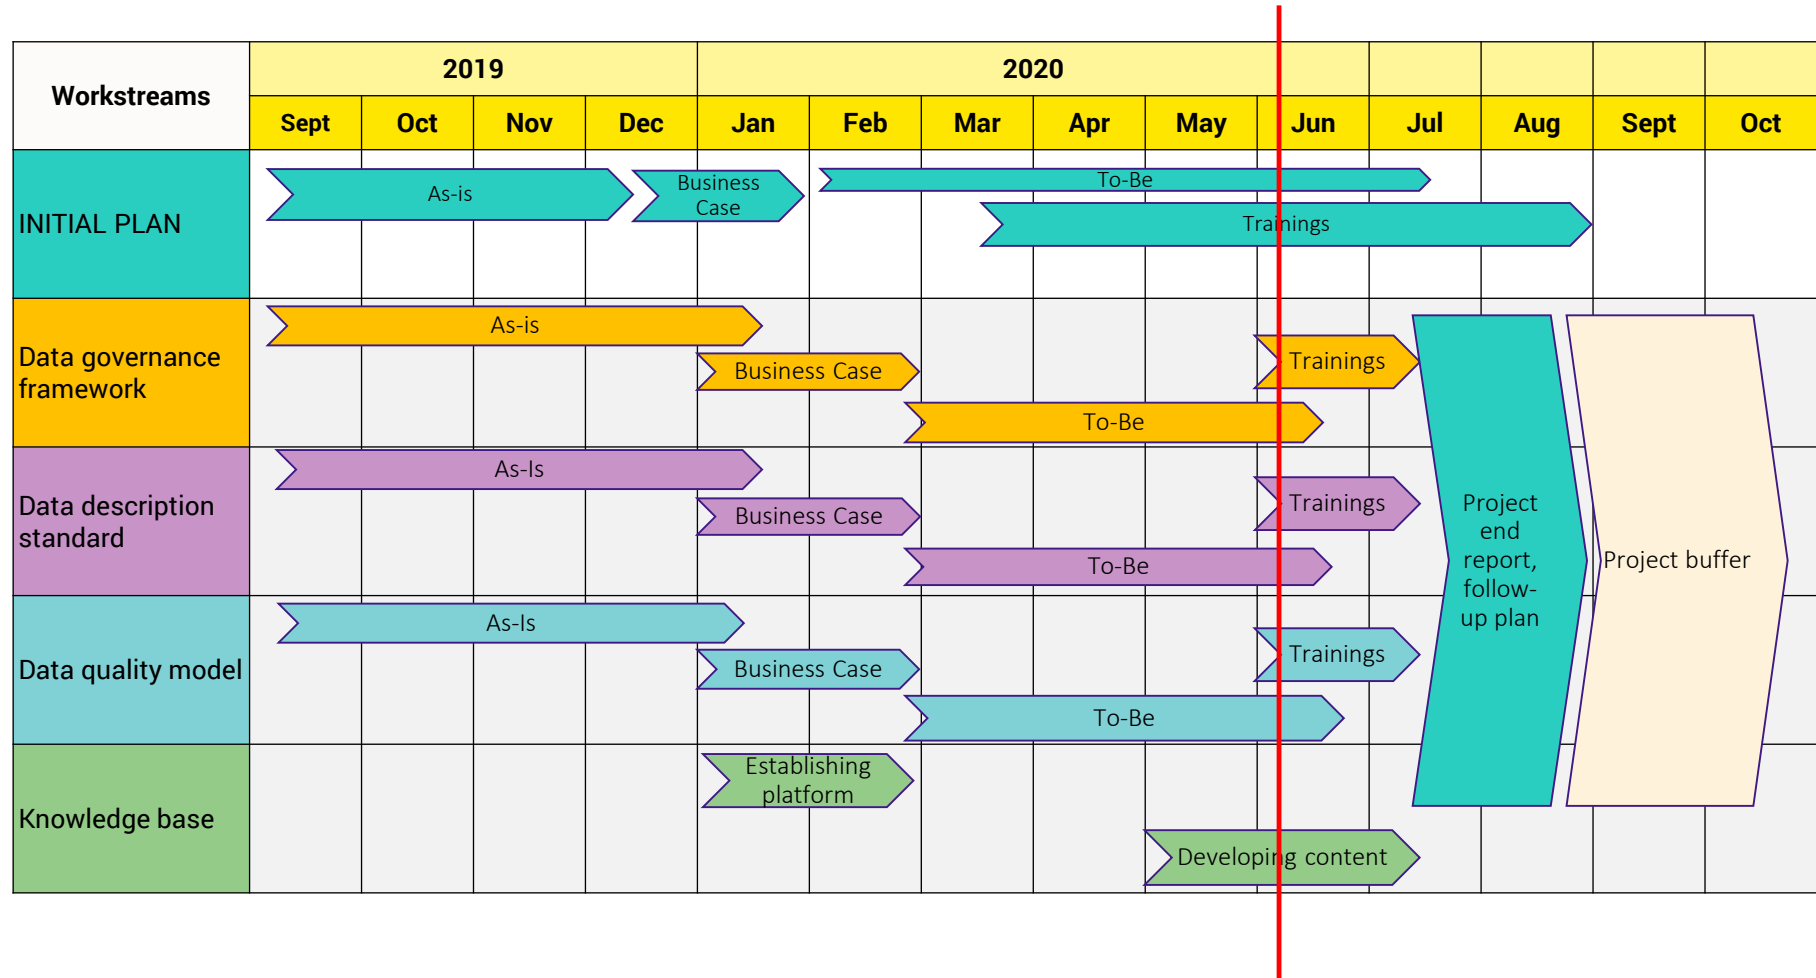 Workstreams
2019
2020
Sept
Oct
Nov
Dec
Jan
Feb
Mar
Apr
May
Jun
Jul
Aug
Sept
Oct
INITIAL PLAN
As-is
Business
Case
To-Be
Trainings
Data governance
framework
As-is
Business Case
Trainings
To-Be
Data description
standard
As-Is
Business Case
Trainings
To-Be
Data quality model
As-Is
Business Case
Trainings
To-Be
Knowledge base
Establishing
platform
Developing content
Project
end
report,
follow-
up plan
Project buffer